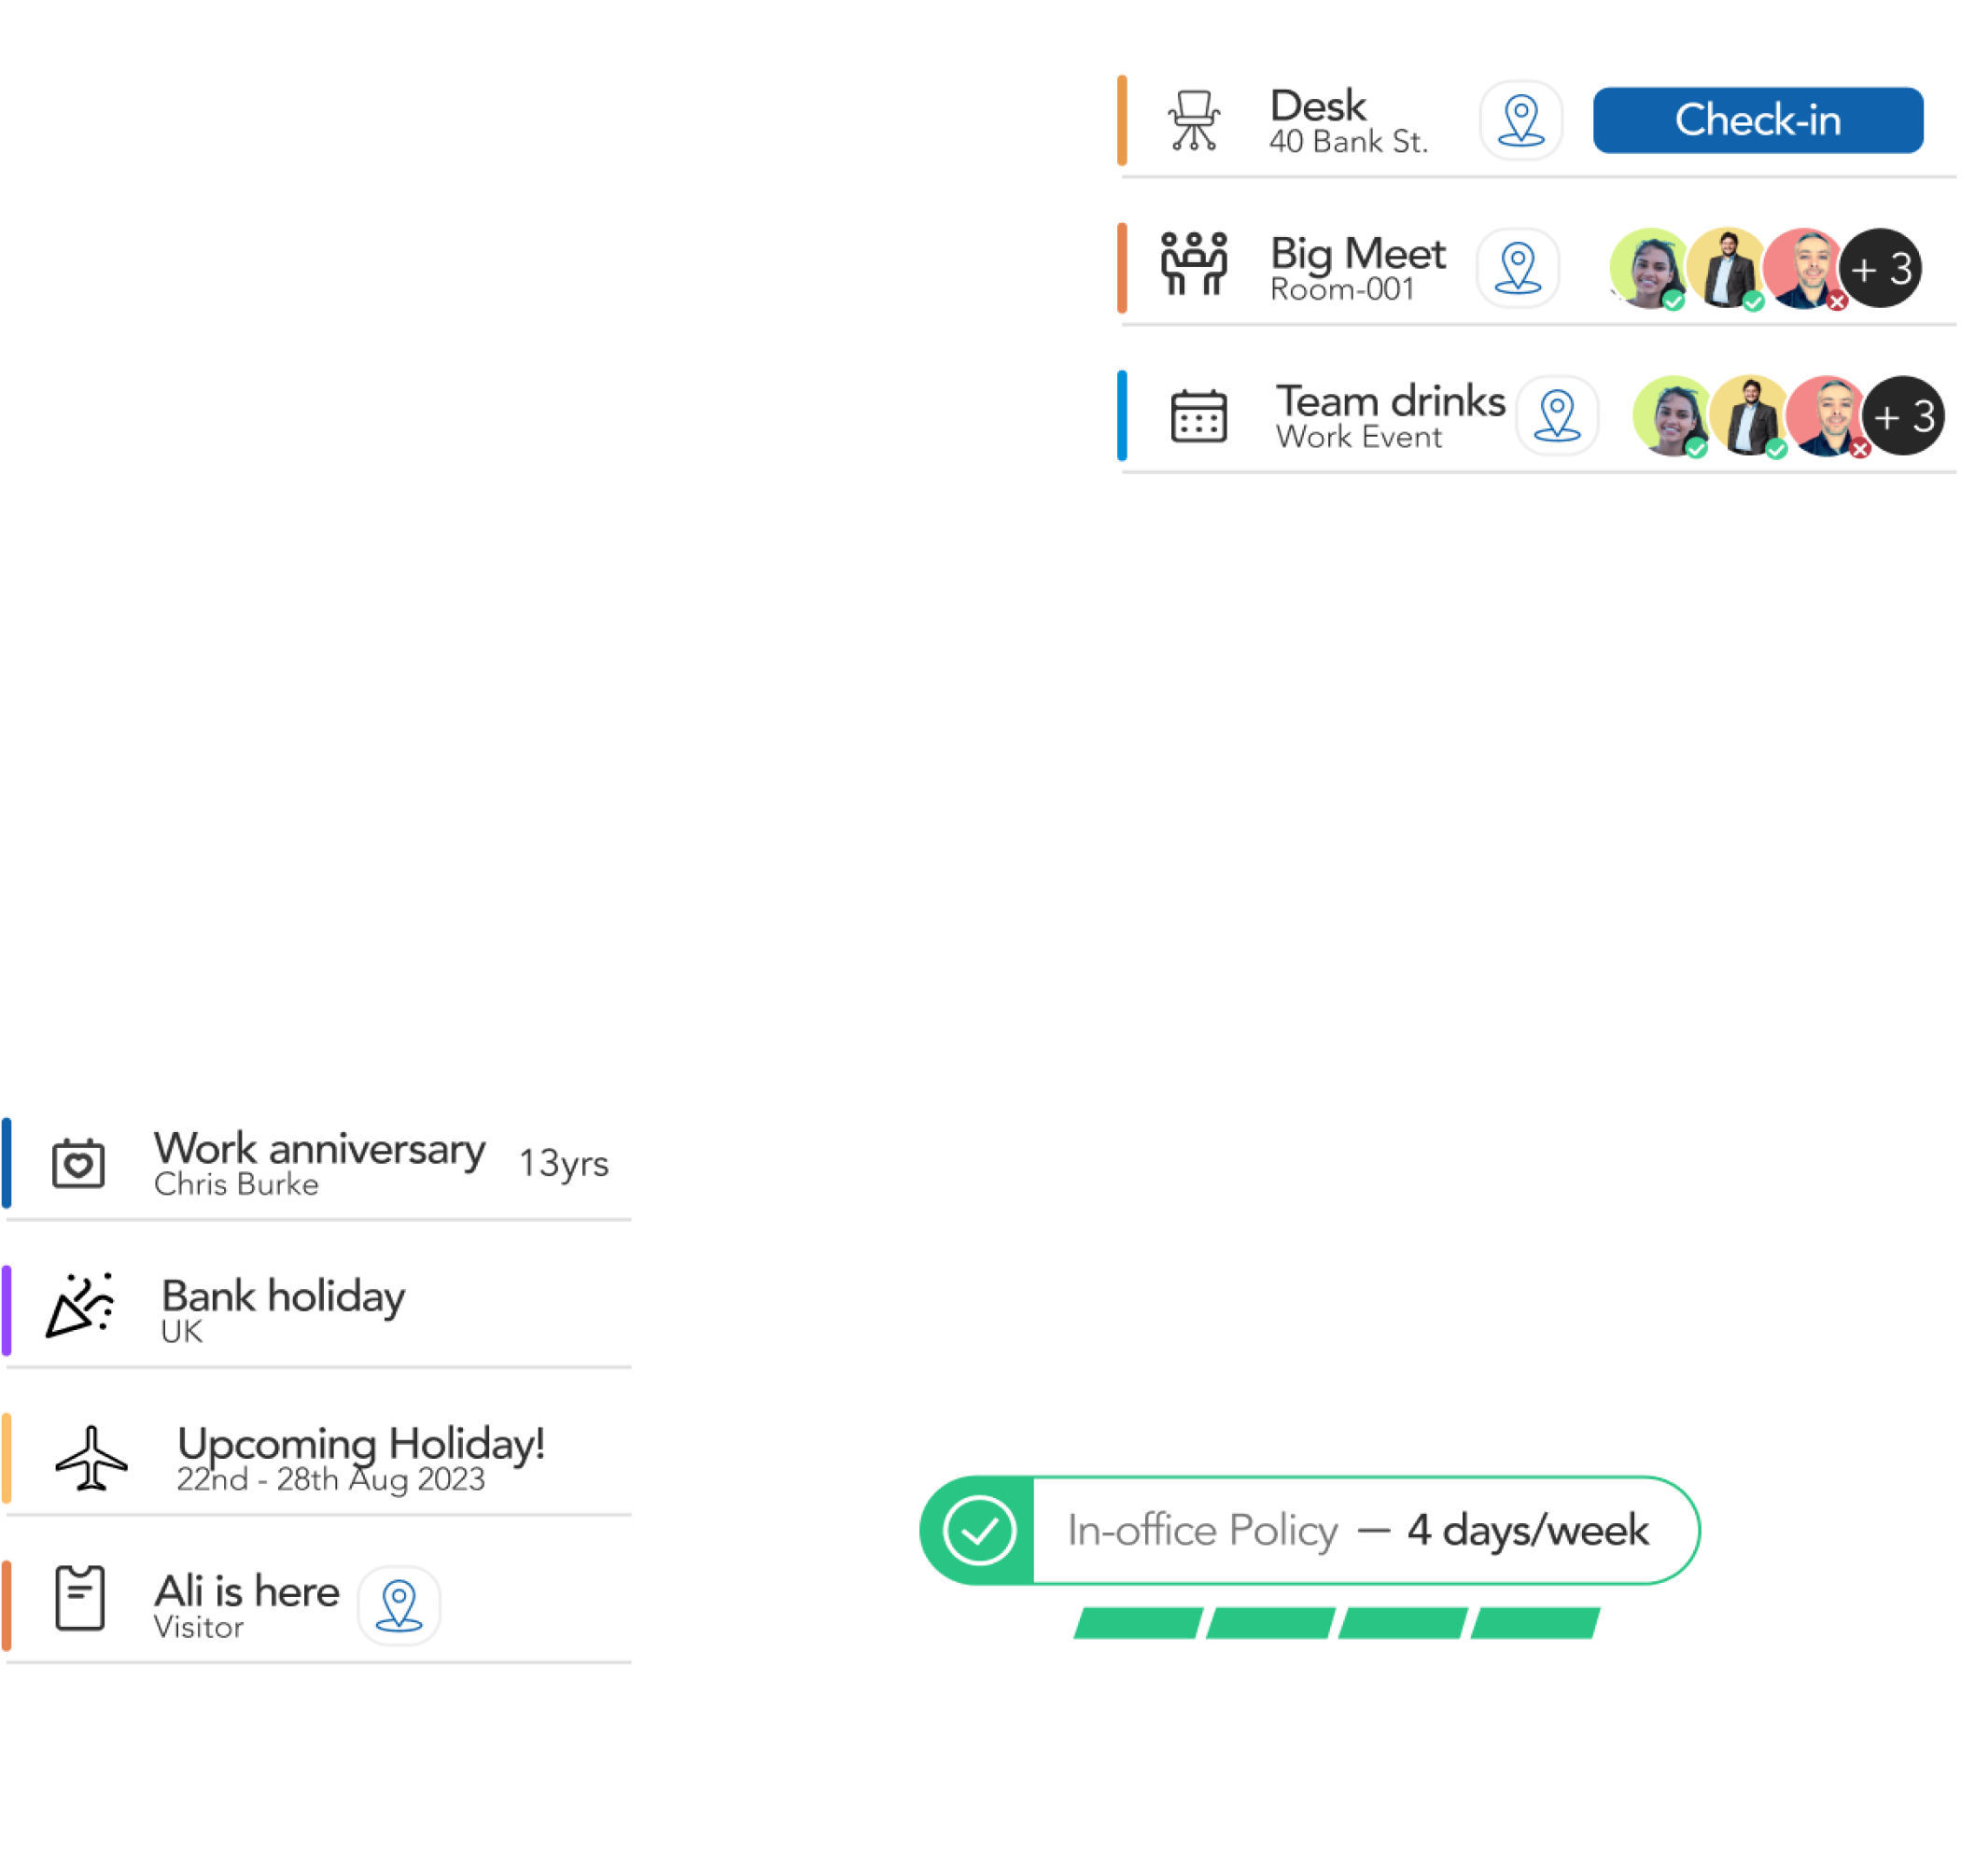 Desk
40 Bank St.
Check-in
Big Meet
Room-001
+ 3
Team drinks
Work Event
+ 3
Work anniversary
Chris Burke
13yrs
Bank holiday
UK
Upcoming Holiday!
22nd - 28th Aug 2023
Ali is here
Visitor
In-office Policy — 4 days/week